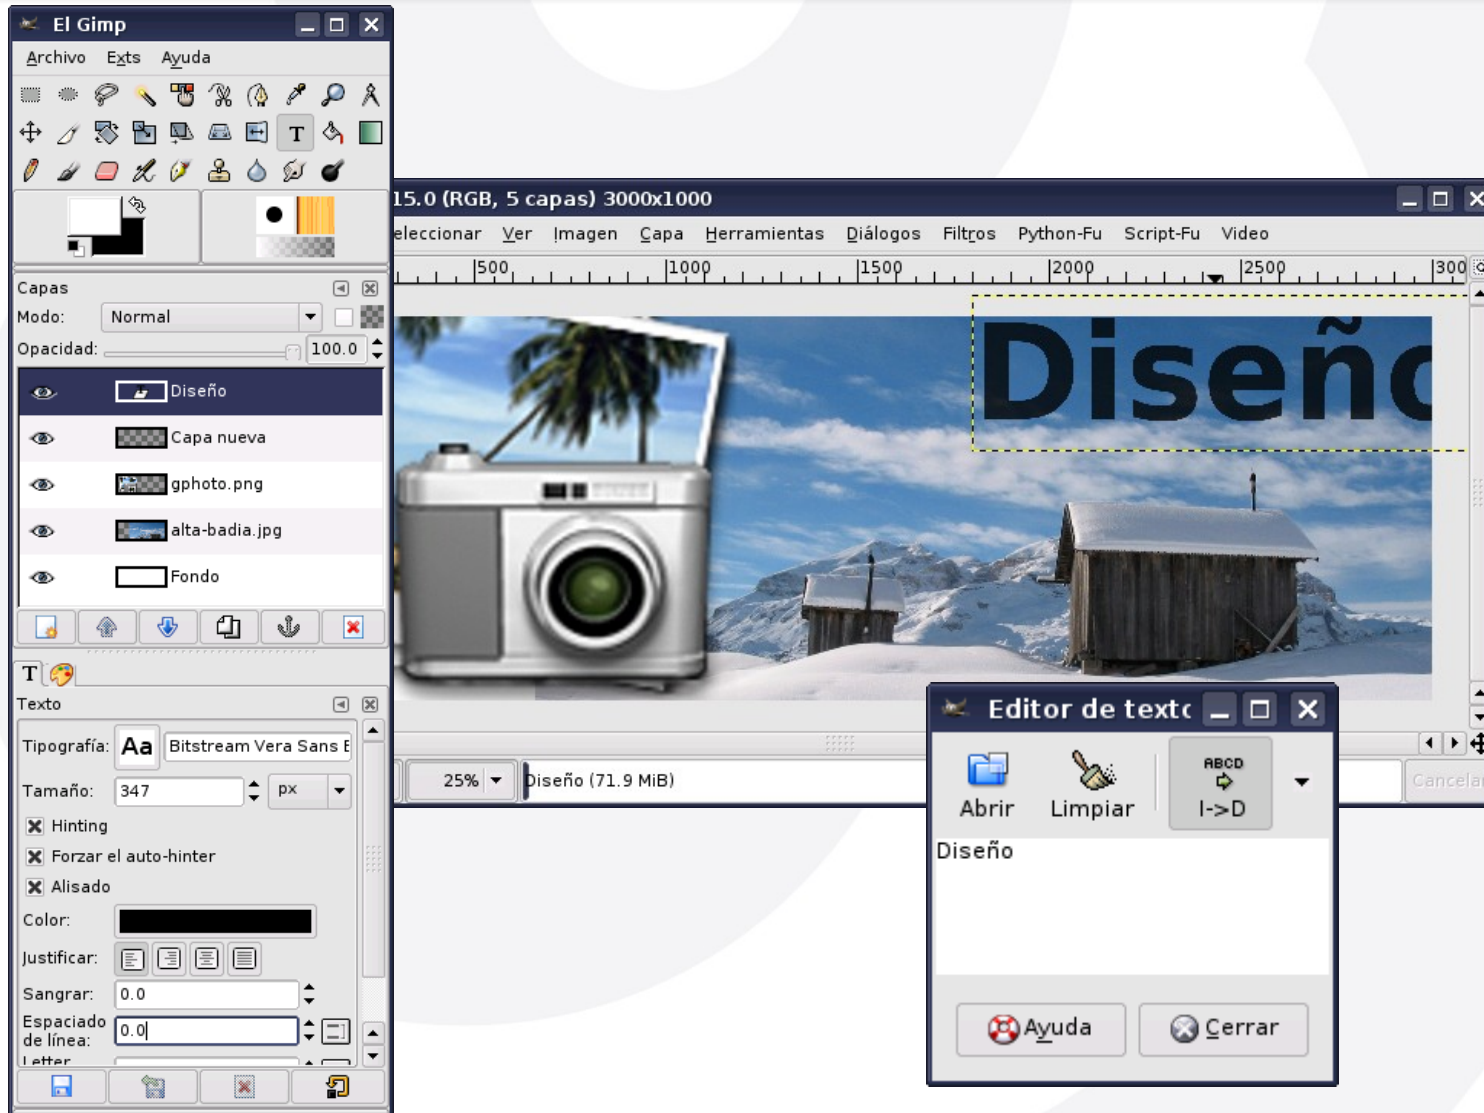 El Gimp
Archivo Exts Ayuda
T
Capas
Modo: Normal
Opacidad: 100.0
Diseño
Capa nueva
gphoto.png
alta-badia.jpg
Fondo
T
Texto
Tipografía: Aa Bitstream Vera Sans
Tamaño: 347 px
Hinting
Forzar el auto-hinter
Alisado
Color:
Justificar:
Sangrar: 0.0
Espaciado
de línea: 0.0
Letter
15.0 (RGB, 5 capas) 3000x1000
eleccionar Ver Imagen Capa Herramientas Diálogos Filtros Python-Fu Script-Fu Video
500 1000 1500 2000 2500 300
Diseño
25% Diseño (71.9 MiB)
Cancelar
Editor de texto
Abrir Limpiar ABCD I->D
Diseño
Ayuda Cerrar